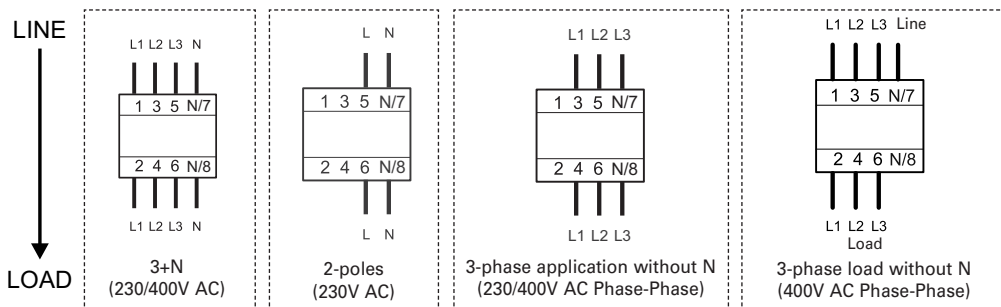 LINE
LOAD
L1 L2 L3 N
1 3 5 N/7
2 4 6 N/8
L1 L2 L3 N
3+N
(230/400V AC)
L N
1 3 5 N/7
2 4 6 N/8
L N
2-poles
(230V AC)
L1 L2 L3
1 3 5 N/7
2 4 6 N/8
L1 L2 L3
3-phase application without N
(230/400V AC Phase-Phase)
L1 L2 L3 Line
1 3 5 N/7
2 4 6 N/8
L1 L2 L3
Load
3-phase load without N
(400V AC Phase-Phase)